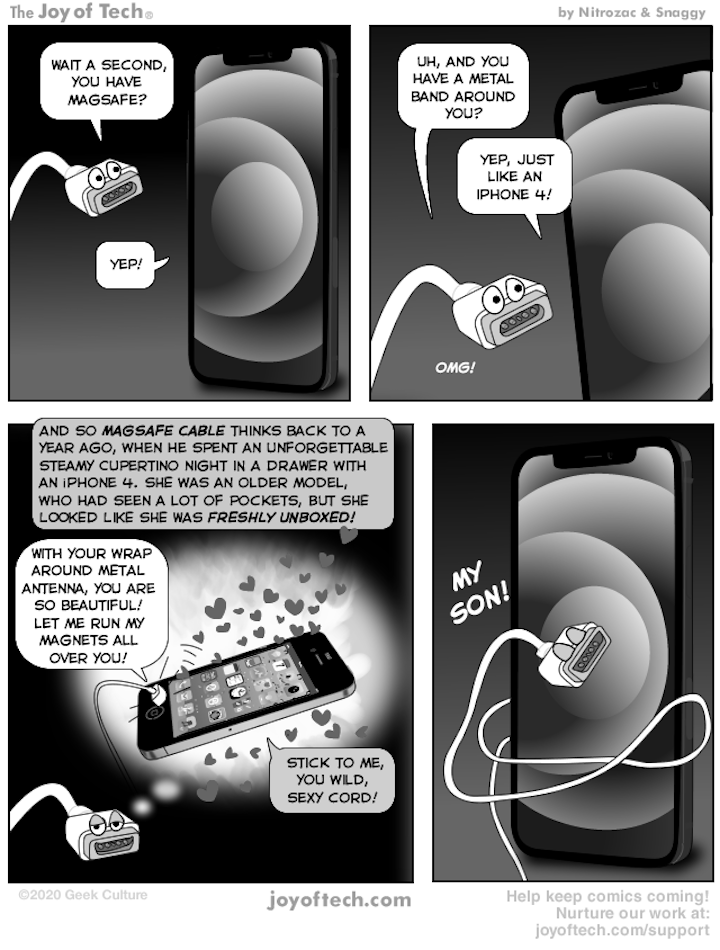 The Joy of Tech®
by Nitrozac & Snaggy
WAIT A SECOND,
YOU HAVE
MAGSAFE?
YEP!
UH, AND YOU
HAVE A METAL
BAND AROUND
YOU?
YEP, JUST
LIKE AN
IPHONE 4!
OMG!
AND SO MAGSAFE CABLE THINKS BACK TO A
YEAR AGO, WHEN HE SPENT AN UNFORGETTABLE
STEAMY CUPERTINO NIGHT IN A DRAWER WITH
AN iPHONE 4. SHE WAS AN OLDER MODEL,
WHO HAD SEEN A LOT OF POCKETS, BUT SHE
LOOKED LIKE SHE WAS FRESHLY UNBOXED!
WITH YOUR WRAP
AROUND METAL
ANTENNA, YOU ARE
SO BEAUTIFUL!
LET ME RUN MY
MAGNETS ALL
OVER YOU!
STICK TO ME,
YOU WILD,
SEXY CORD!
MY
SON!
©2020 Geek Culture
joyoftech.com
Help keep comics coming!
Nurture our work at:
joyoftech.com/support